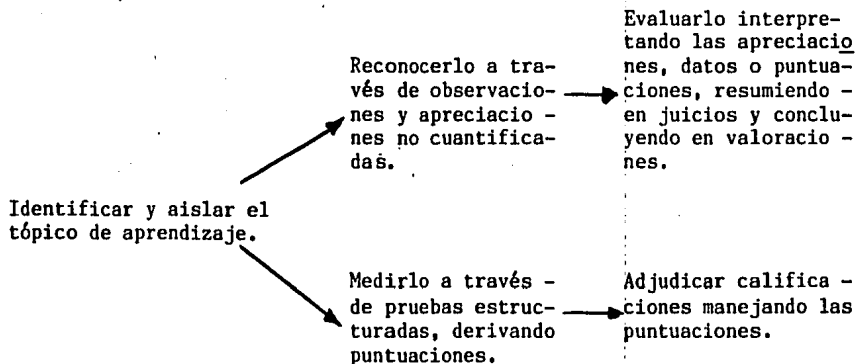 Evaluarlo interpre-
tando las apreciacio
nes, datos o puntua-
ciones, resumiendo -
en juicios y conclu-
yendo en valoracio -
nes.
Reconocerlo a tra-
vés de observacio-
nes y apreciacio -
nes no cuantifica-
das.
Identificar y aislar el
tópico de aprendizaje.
Medirlo a través -
de pruebas estruc-
turadas, derivando
puntuaciones.
Adjudicar califica -
ciones manejando las
puntuaciones.